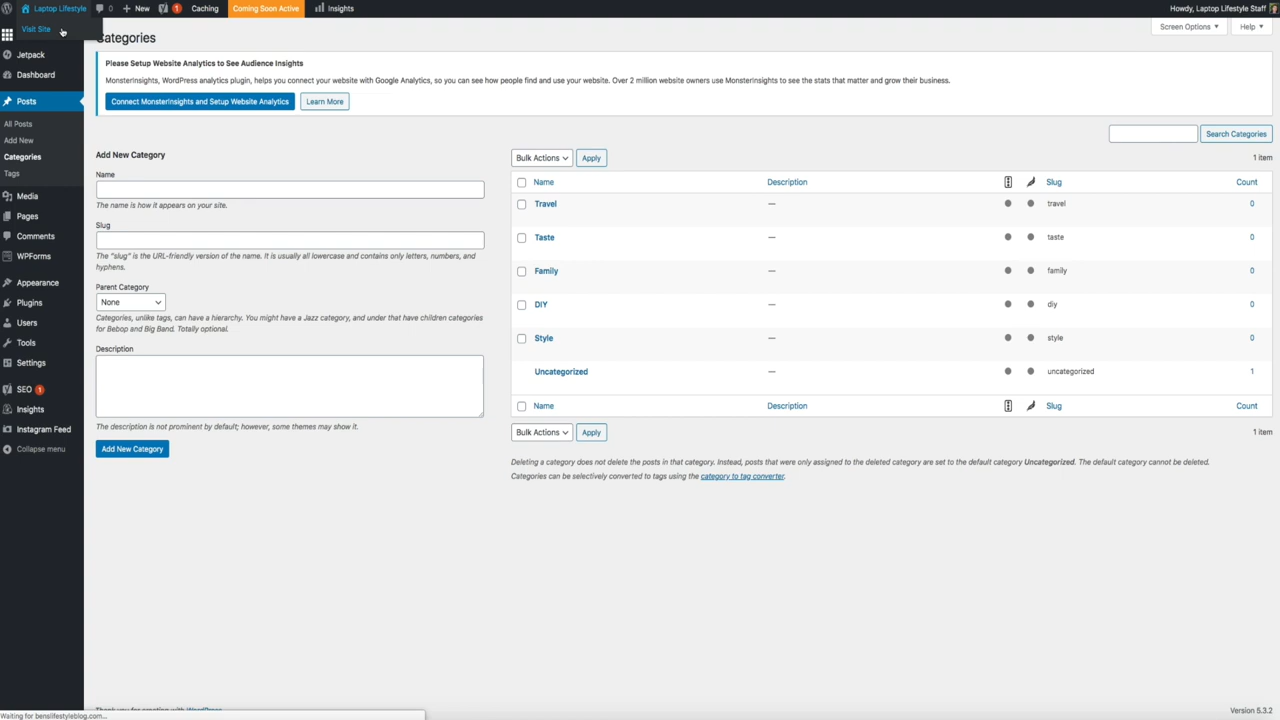 Laptop Lifestyle
0
New
1
Caching
Coming Soon Active
Insights
Howdy, Laptop Lifestyle Staff
Visit Site
Screen Options ▼
Help ▼
Categories
Jetpack
Dashboard
Posts
All Posts
Add New
Categories
Tags
Media
Pages
Comments
WPForms
Appearance
Plugins
Users
Tools
Settings
SEO 1
Insights
Instagram Feed
Collapse menu
Please Setup Website Analytics to See Audience Insights
MonsterInsights, WordPress analytics plugin, helps you connect your website with Google Analytics, so you can see how people find and use your website. Over 2 million website owners use MonsterInsights to see the stats that matter and grow their business.
Connect MonsterInsights and Setup Website Analytics
Learn More
Search Categories
Add New Category
Name
The name is how it appears on your site.
Slug
The "slug" is the URL-friendly version of the name. It is usually all lowercase and contains only letters, numbers, and
hyphens.
Parent Category
None
Categories, unlike tags, can have a hierarchy. You might have a Jazz category, and under that have children categories
for Bebop and Big Band. Totally optional.
Description
The description is not prominent by default; however, some themes may show it.
Add New Category
Bulk Actions
Apply
1 item
Name Description Slug Count
Travel — travel 0
Taste — taste 0
Family — family 0
DIY — diy 0
Style — style 0
Uncategorized — uncategorized 1
Name Description Slug Count
Bulk Actions
Apply
1 item
Deleting a category does not delete the posts in that category. Instead, posts that were only assigned to the deleted category are set to the default category Uncategorized. The default category cannot be deleted.
Categories can be selectively converted to tags using the category to tag converter.
Thank you for creating with WordPress.
Version 5.3.2
Waiting for benslifestyleblog.com...